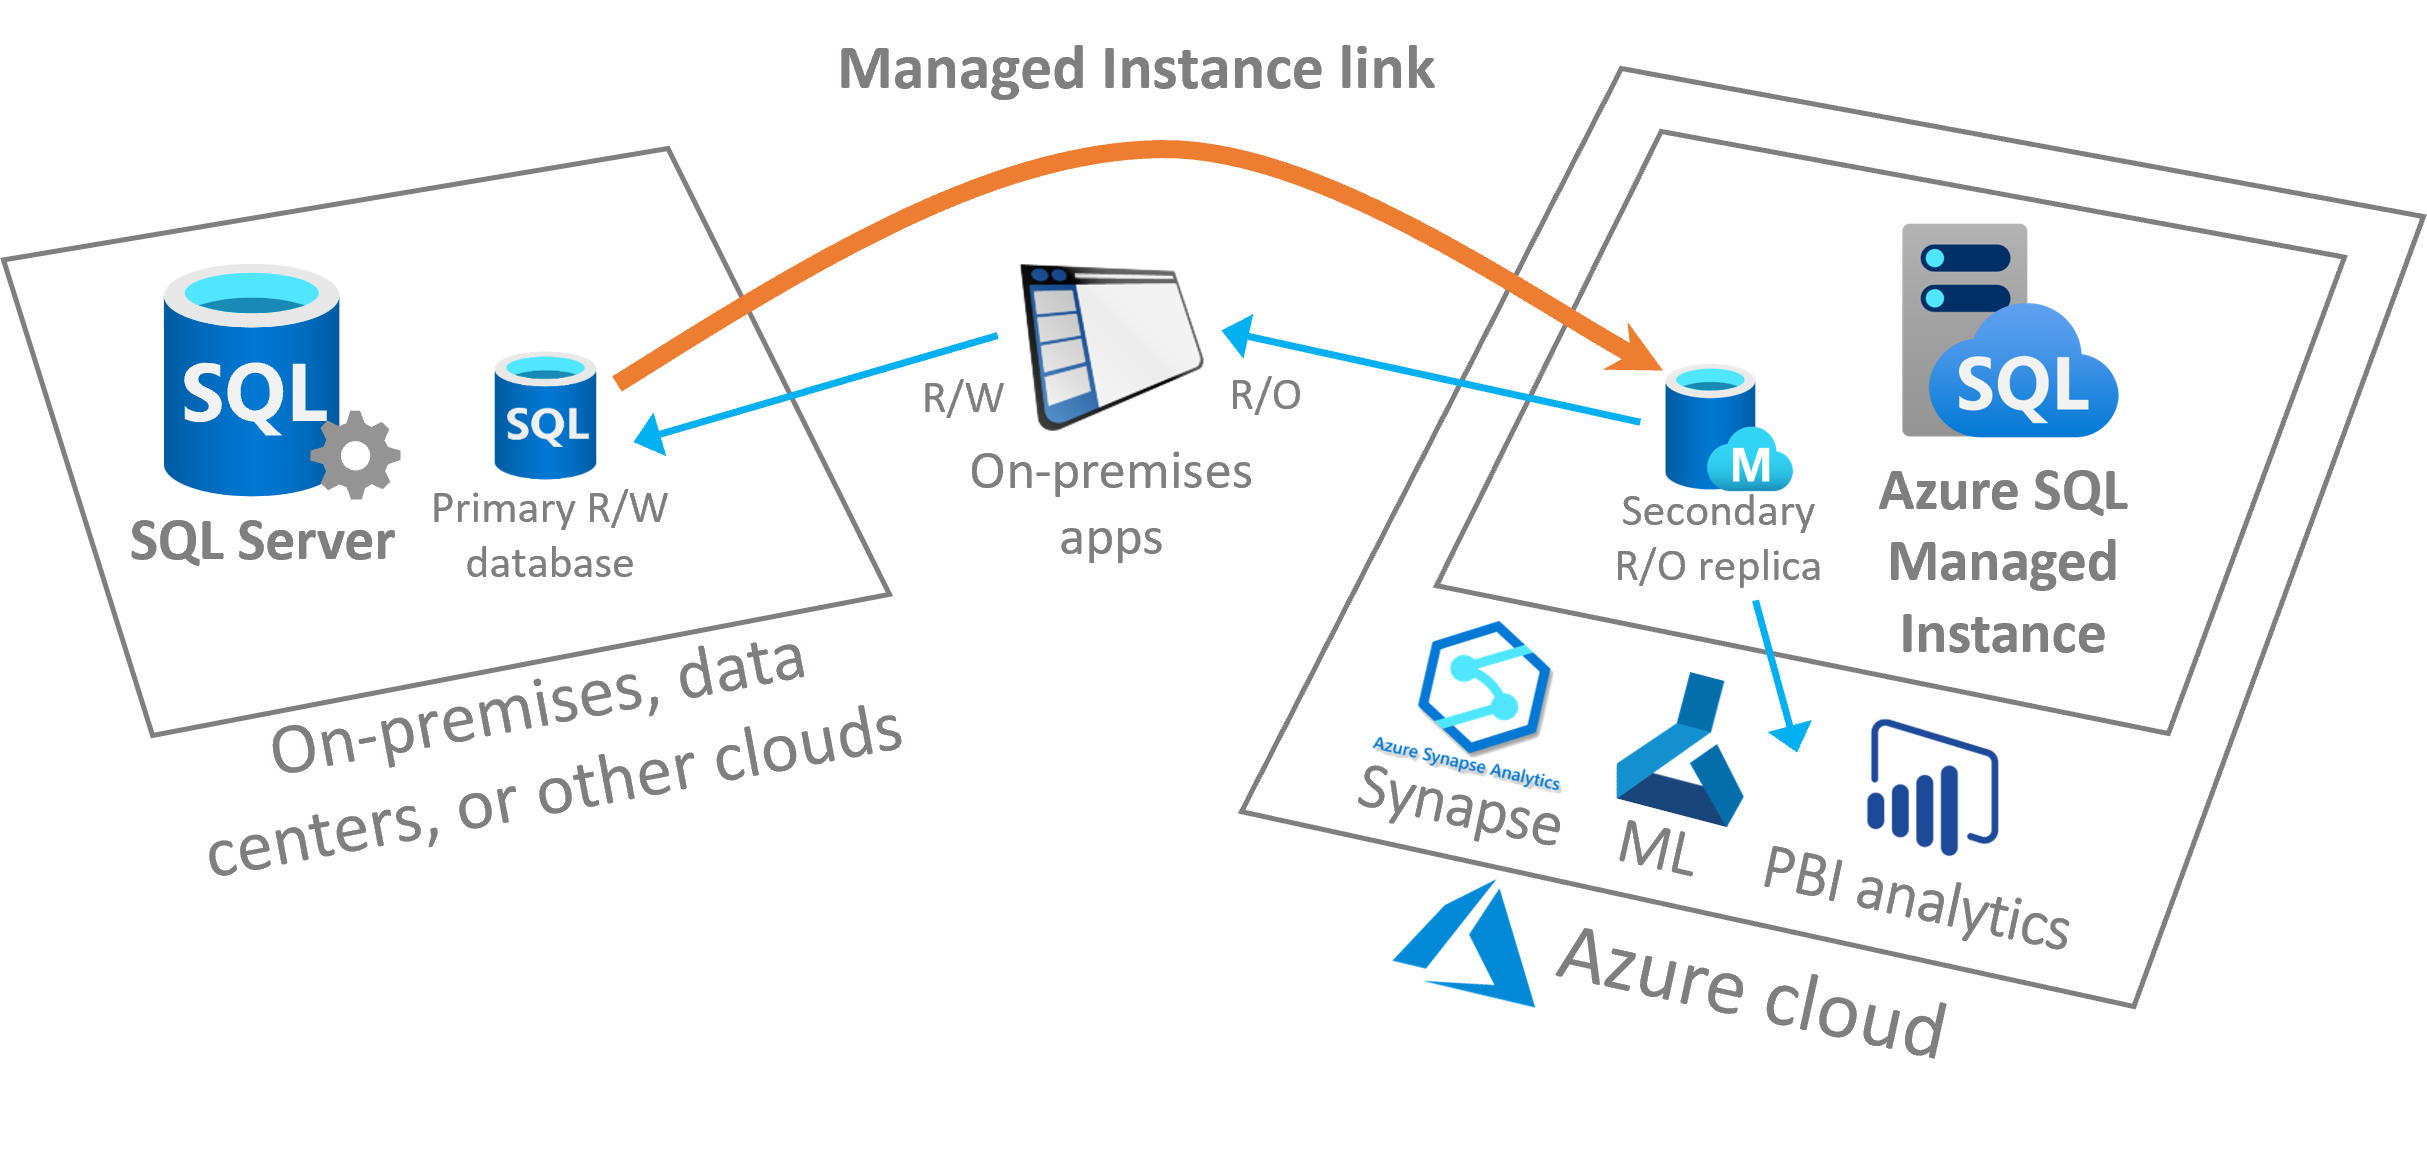 Managed Instance link
SQL
SQL
SQL Server
Primary R/W
database
On-premises, data
centers, or other clouds
R/W
R/O
On-premises
apps
M
Secondary
R/O replica
SQL
Azure SQL
Managed
Instance
Azure Synapse Analytics
Synapse
ML
PBI analytics
Azure cloud